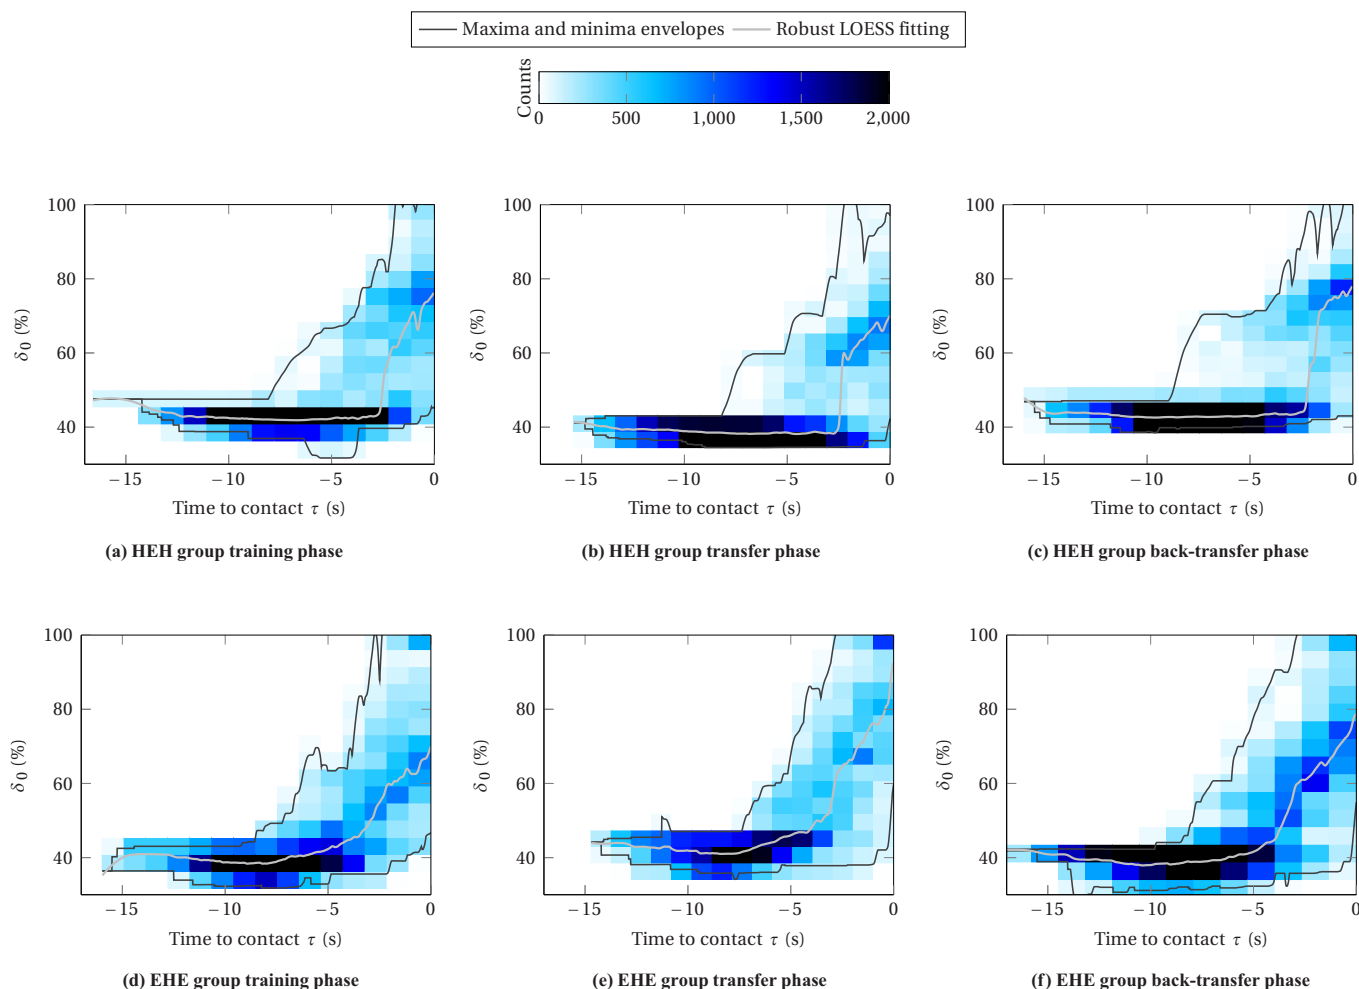 Maxima and minima envelopes Robust LOESS fitting
Counts
0 500 1,000 1,500 2,000
100
80
60
40
δ0 (%)
−15 −10 −5 0
Time to contact τ (s)
(a) HEH group training phase
100
80
60
40
δ0 (%)
−15 −10 −5 0
Time to contact τ (s)
(b) HEH group transfer phase
100
80
60
40
δ0 (%)
−15 −10 −5 0
Time to contact τ (s)
(c) HEH group back-transfer phase
100
80
60
40
δ0 (%)
−15 −10 −5 0
Time to contact τ (s)
(d) EHE group training phase
100
80
60
40
δ0 (%)
−15 −10 −5 0
Time to contact τ (s)
(e) EHE group transfer phase
100
80
60
40
δ0 (%)
−15 −10 −5 0
Time to contact τ (s)
(f) EHE group back-transfer phase